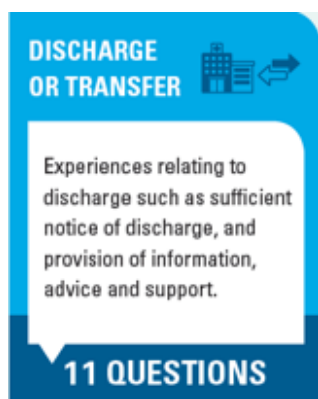 DISCHARGE
OR TRANSFER
Experiences relating to
discharge such as sufficient
notice of discharge, and
provision of information,
advice and support.
11 QUESTIONS